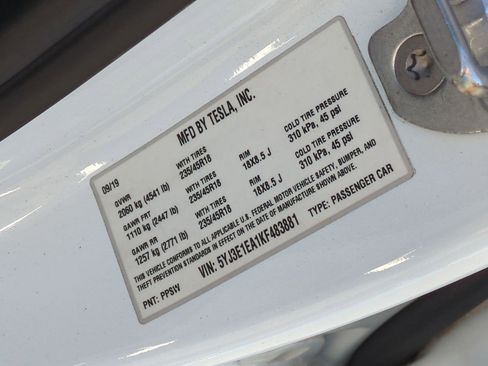 MFD BY TESLA, INC.
09/19
GVWR WITH TIRES RIM COLD TIRE PRESSURE
2060 kg (4541 lb) 235/45R18 18X8.5 J 310 kPa, 45 psi
GAWR FRT WITH TIRES RIM COLD TIRE PRESSURE
1110 kg (2447 lb) 235/45R18 18X8.5 J 310 kPa, 45 psi
GAWR RR WITH TIRES
1257 kg (2771 lb) 235/45R18
THIS VEHICLE CONFORMS TO ALL APPLICABLE U.S. FEDERAL MOTOR VEHICLE SAFETY, BUMPER, AND
THEFT PREVENTION STANDARDS IN EFFECT ON THE DATE OF MANUFACTURE SHOWN ABOVE.
VIN: 5YJ3E1EA1KF483881 TYPE: PASSENGER CAR
PNT: PPSW